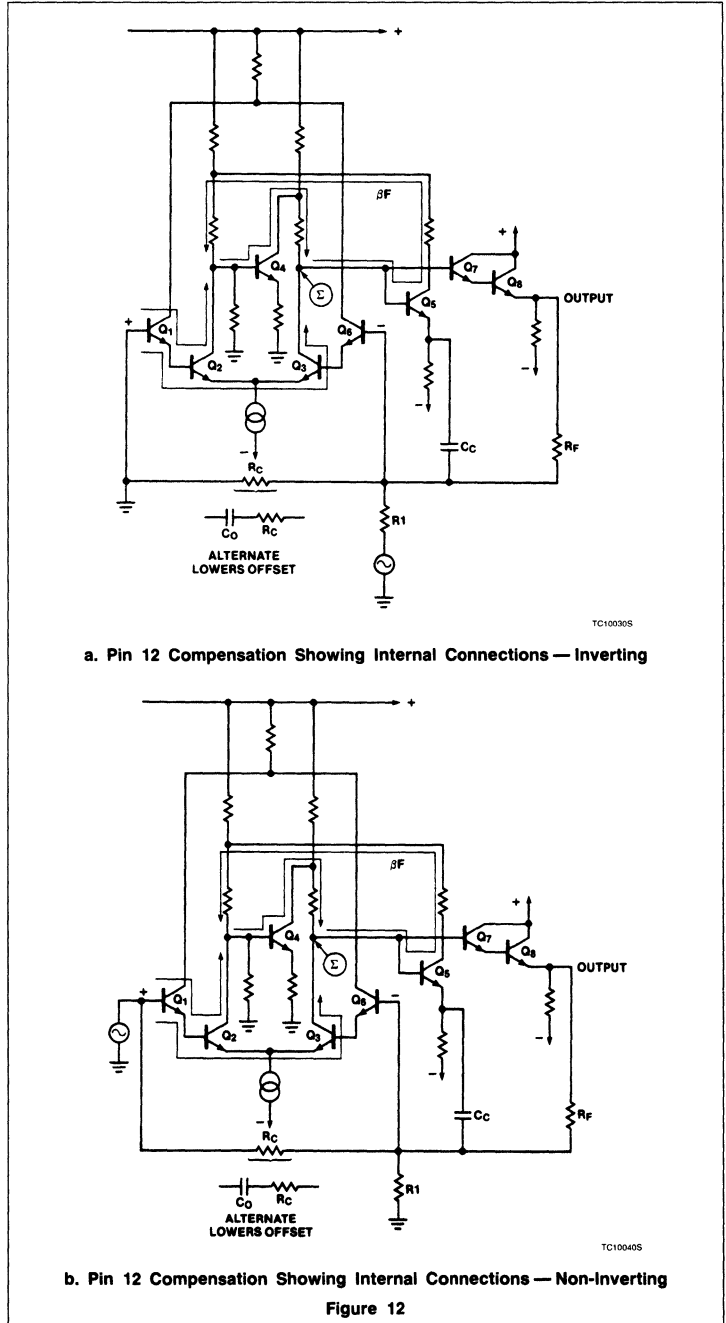 +
βF
Q4
+
Q7
Q8
Σ
OUTPUT
Q5
+
Q1
Q6
−
Q2
Q3
−
−
−
RC
CC
RF
CO
RC
R1
ALTERNATE
LOWERS OFFSET
TC10030S
a. Pin 12 Compensation Showing Internal Connections — Inverting
+
βF
Q4
+
Q7
Q8
Σ
OUTPUT
Q5
+
Q1
Q6
−
Q2
Q3
−
−
−
RC
CC
RF
CO
RC
R1
ALTERNATE
LOWERS OFFSET
TC10040S
b. Pin 12 Compensation Showing Internal Connections — Non-Inverting
Figure 12